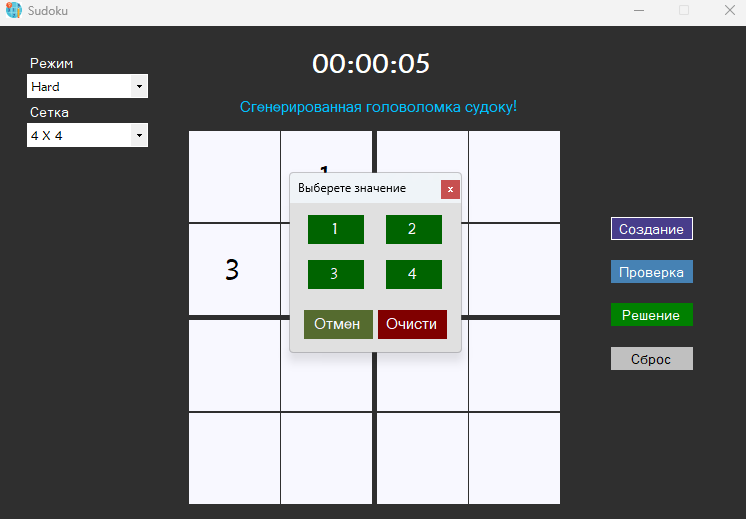 Sudoku
00:00:05
Режим
Hard
Сгенерированная головоломка судоку!
Сетка
4 X 4
1
Выберете значение
x
1 2
3 4
Отмен Очисти
3
Создание
Проверка
Решение
Сброс